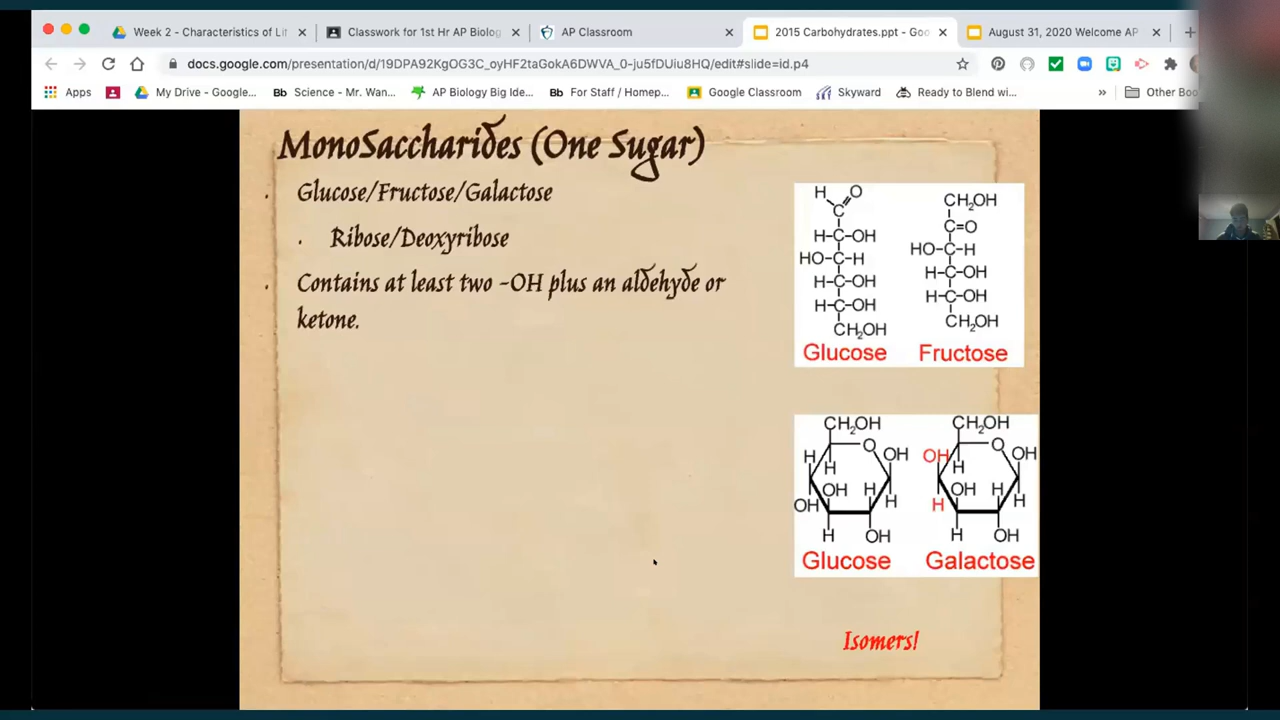 Week 2 - Characteristics of Lif
Classwork for 1st Hr AP Biolog
AP Classroom
2015 Carbohydrates.ppt - Goo
August 31, 2020 Welcome AP
docs.google.com/presentation/d/19DPA92KgOG3C_oyHF2taGokA6DWVA_0-ju5fDUiu8HQ/edit#slide=id.p4
Apps
My Drive - Google...
Bb Science - Mr. Wan...
AP Biology Big Ide...
Bb For Staff / Homep...
Google Classroom
Skyward
Ready to Blend wi...
»
Other Boo
MonoSaccharides (One Sugar)
Glucose/Fructose/Galactose
Ribose/Deoxyribose
Contains at least two -OH plus an aldehyde or
ketone.
H O
C
H-C-OH
HO-C-H
H-C-OH
H-C-OH
CH₂OH
Glucose
CH₂OH
C=O
HO-C-H
H-C-OH
H-C-OH
CH₂OH
Fructose
CH₂OH
O
H OH
H
OH H
OH H
H OH
Glucose
CH₂OH
O
OH OH
H
OH H
H H
H OH
Galactose
Isomers!